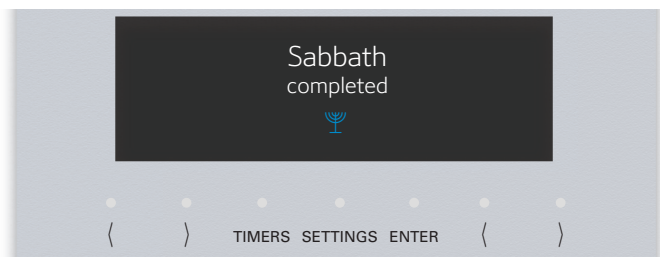 Sabbath
completed
⟨ ⟩ TIMERS SETTINGS ENTER ⟨ ⟩